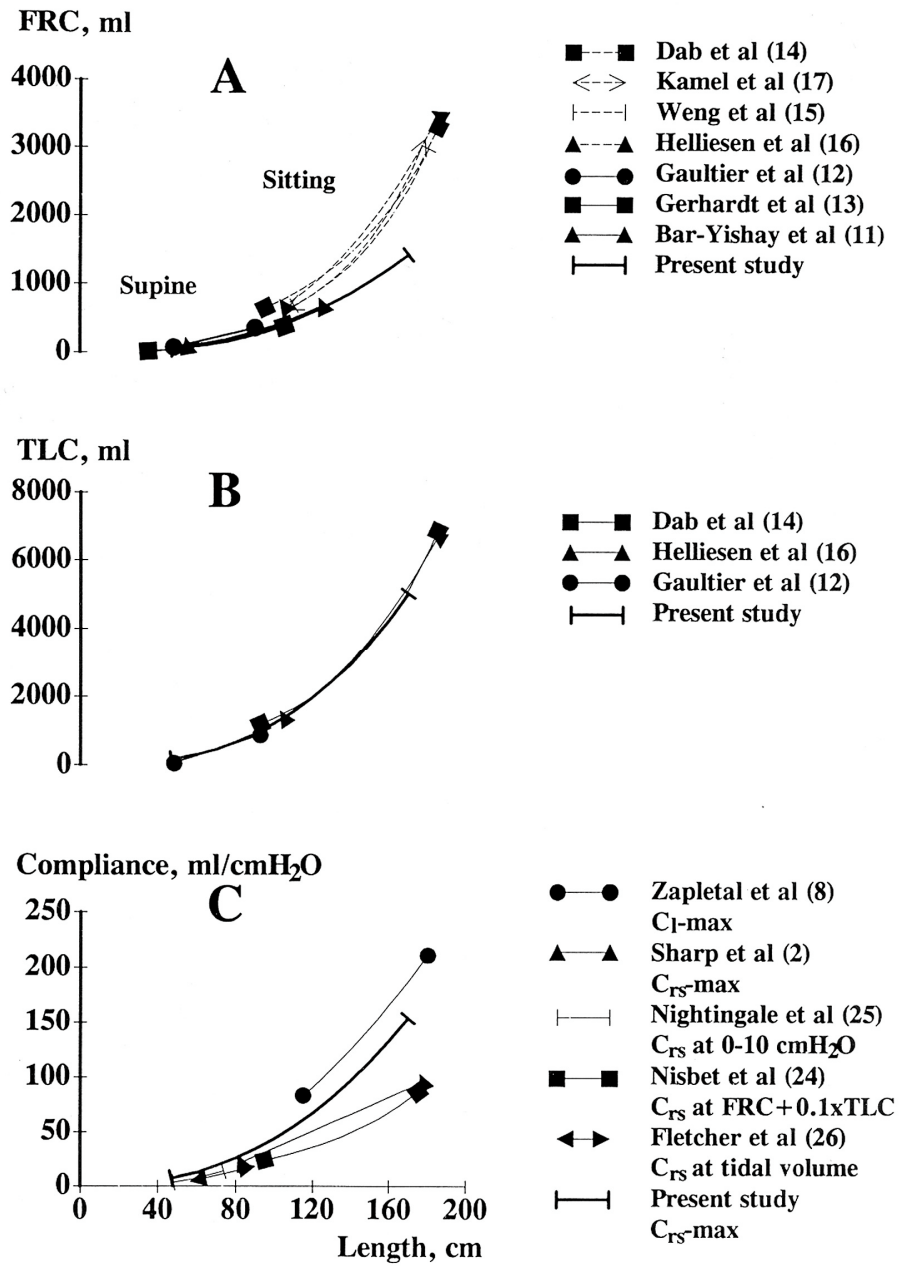 FRC, ml
A
4000
3000
2000
1000
0
Sitting
Supine
Dab et al (14)
Kamel et al (17)
Weng et al (15)
Helliesen et al (16)
Gaultier et al (12)
Gerhardt et al (13)
Bar-Yishay et al (11)
Present study
TLC, ml
B
8000
6000
4000
2000
0
Dab et al (14)
Helliesen et al (16)
Gaultier et al (12)
Present study
Compliance, ml/cmH2O
C
250
200
150
100
50
0
0 40 80 120 160 200
Length, cm
Zapletal et al (8)
Cl-max
Sharp et al (2)
Crs-max
Nightingale et al (25)
Crs at 0-10 cmH2O
Nisbet et al (24)
Crs at FRC+0.1xTLC
Fletcher et al (26)
Crs at tidal volume
Present study
Crs-max